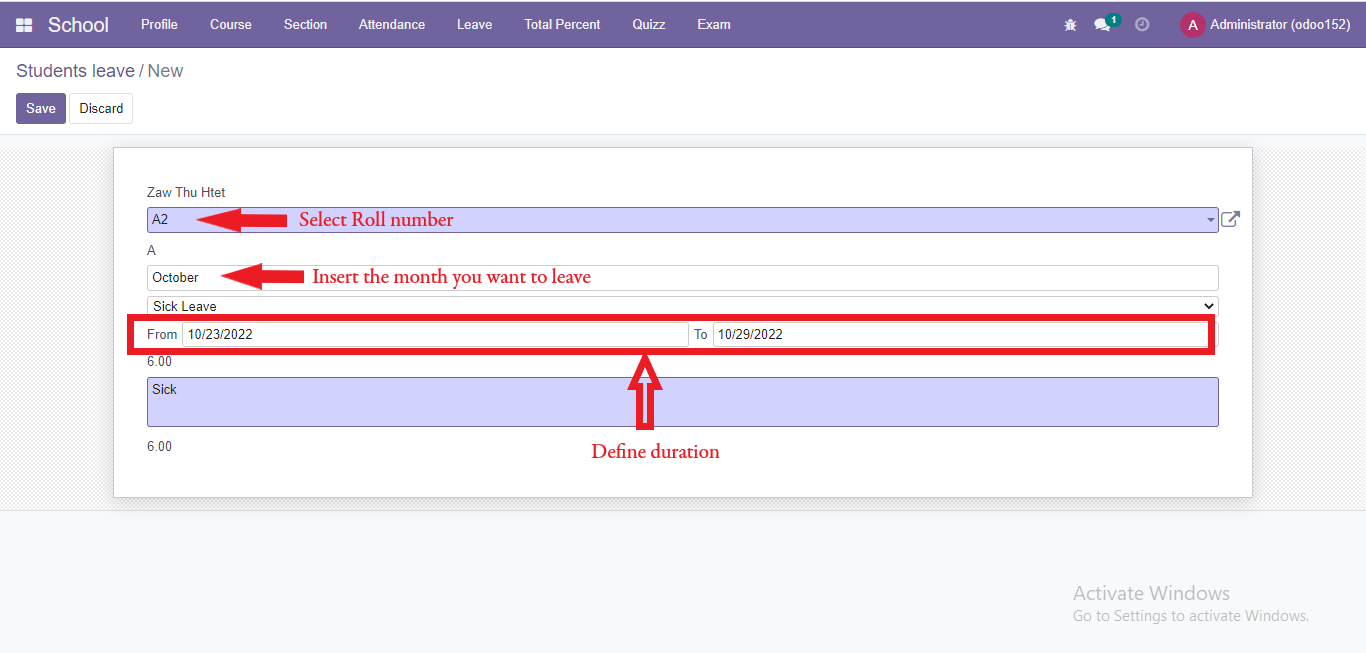 School Profile Course Section Attendance Leave Total Percent Quizz Exam 1 A Administrator (odoo152)
Students leave / New
Save Discard
Zaw Thu Htet
A2 Select Roll number
A
October Insert the month you want to leave
Sick Leave
From 10/23/2022 To 10/29/2022
6.00
Sick
6.00
Define duration
Activate Windows
Go to Settings to activate Windows.